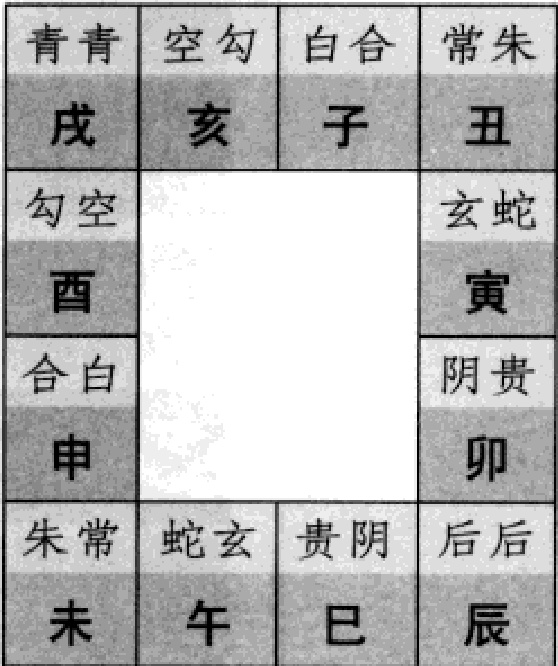 青青 空勾 白合 常朱
戌 亥 子 丑
勾空 玄蛇
酉 寅
合白 阴贵
申 卯
朱常 蛇玄 贵阴 后后
未 午 巳 辰